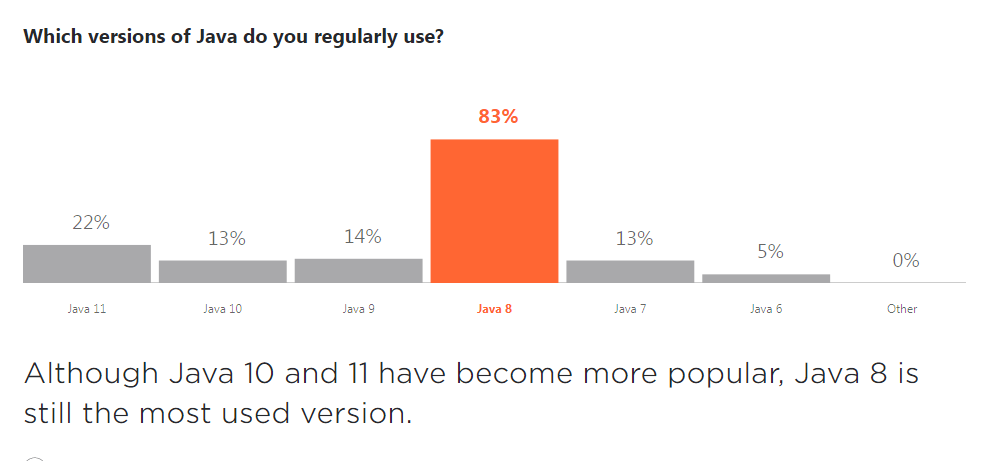 Which versions of Java do you regularly use?
83%
22%
13%
14%
13%
5%
0%
Java 11
Java 10
Java 9
Java 8
Java 7
Java 6
Other
Although Java 10 and 11 have become more popular, Java 8 is
still the most used version.